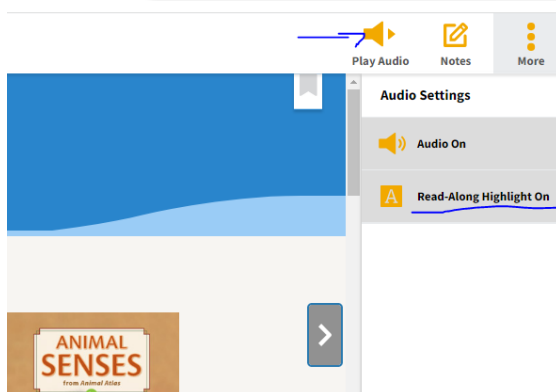 Play Audio
Notes
More
Audio Settings
Audio On
A
Read-Along Highlight On
ANIMAL
SENSES
from Animal Atlas